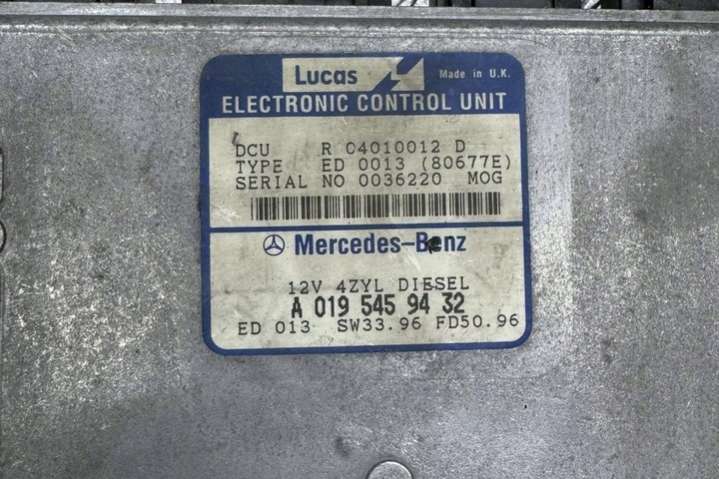 Lucas Made in U.K.
ELECTRONIC CONTROL UNIT
DCU R 04010012 D
TYPE ED 0013 (80677E)
SERIAL NO 0036220 MOG
Mercedes-Benz
12V 4ZYL DIESEL
A 019 545 94 32
ED 013 SW33.96 FD50.96